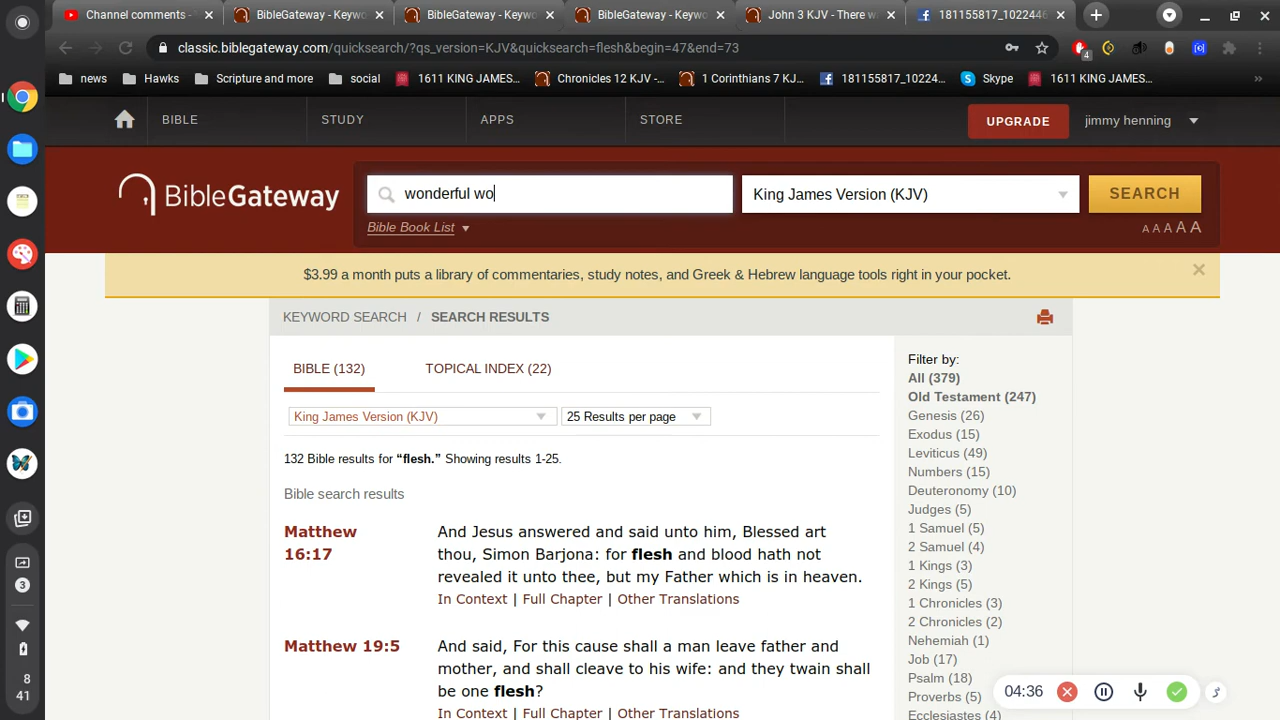 Channel comments -
BibleGateway - Keywo
BibleGateway - Keywo
BibleGateway - Keywo
John 3 KJV - There w
181155817_1022446
classic.biblegateway.com/quicksearch/?qs_version=KJV&quicksearch=flesh&begin=47&end=73
4
news
Hawks
Scripture and more
social
1611 KING JAMES...
Chronicles 12 KJV -...
1 Corinthians 7 KJ...
181155817_10224...
Skype
1611 KING JAMES...
»
BIBLE
STUDY
APPS
STORE
UPGRADE
jimmy henning
BibleGateway
wonderful wo
King James Version (KJV)
SEARCH
Bible Book List
A A A A A
$3.99 a month puts a library of commentaries, study notes, and Greek & Hebrew language tools right in your pocket.
KEYWORD SEARCH / SEARCH RESULTS
BIBLE (132)
TOPICAL INDEX (22)
King James Version (KJV)
25 Results per page
132 Bible results for “flesh.” Showing results 1-25.
Bible search results
Matthew 16:17
And Jesus answered and said unto him, Blessed art
thou, Simon Barjona: for flesh and blood hath not
revealed it unto thee, but my Father which is in heaven.
In Context | Full Chapter | Other Translations
Matthew 19:5
And said, For this cause shall a man leave father and
mother, and shall cleave to his wife: and they twain shall
be one flesh?
In Context | Full Chapter | Other Translations
Filter by:
All (379)
Old Testament (247)
Genesis (26)
Exodus (15)
Leviticus (49)
Numbers (15)
Deuteronomy (10)
Judges (5)
1 Samuel (5)
2 Samuel (4)
1 Kings (3)
2 Kings (5)
1 Chronicles (3)
2 Chronicles (2)
Nehemiah (1)
Job (17)
Psalm (18)
Proverbs (5)
Ecclesiastes (4)
04:36
3
8
41